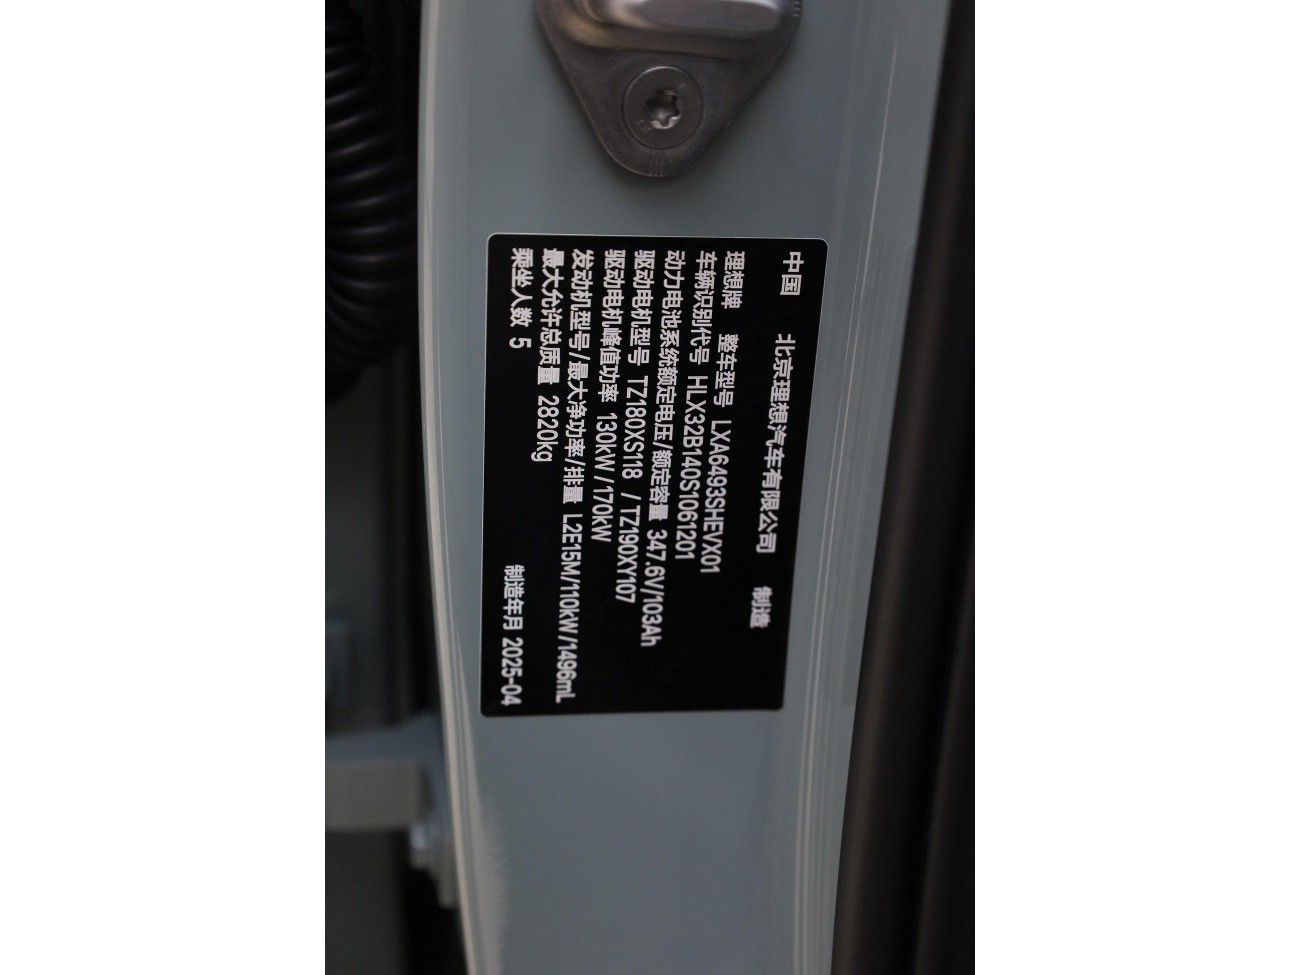 中国 北京理想汽车有限公司 制造
理想牌 整车型号 LXA6493SHEVX01
车辆识别代号 HLX32B140S1061201
动力电池系统额定电压/额定容量 347.6V/103Ah
驱动电机型号 TZ180XS118 /TZ190XY107
驱动电机峰值功率 130kW/170kW
发动机型号/最大净功率/排量 L2E15M/110kW/1496mL
最大允许总质量 2820kg
乘坐人数 5 制造年月 2025-04